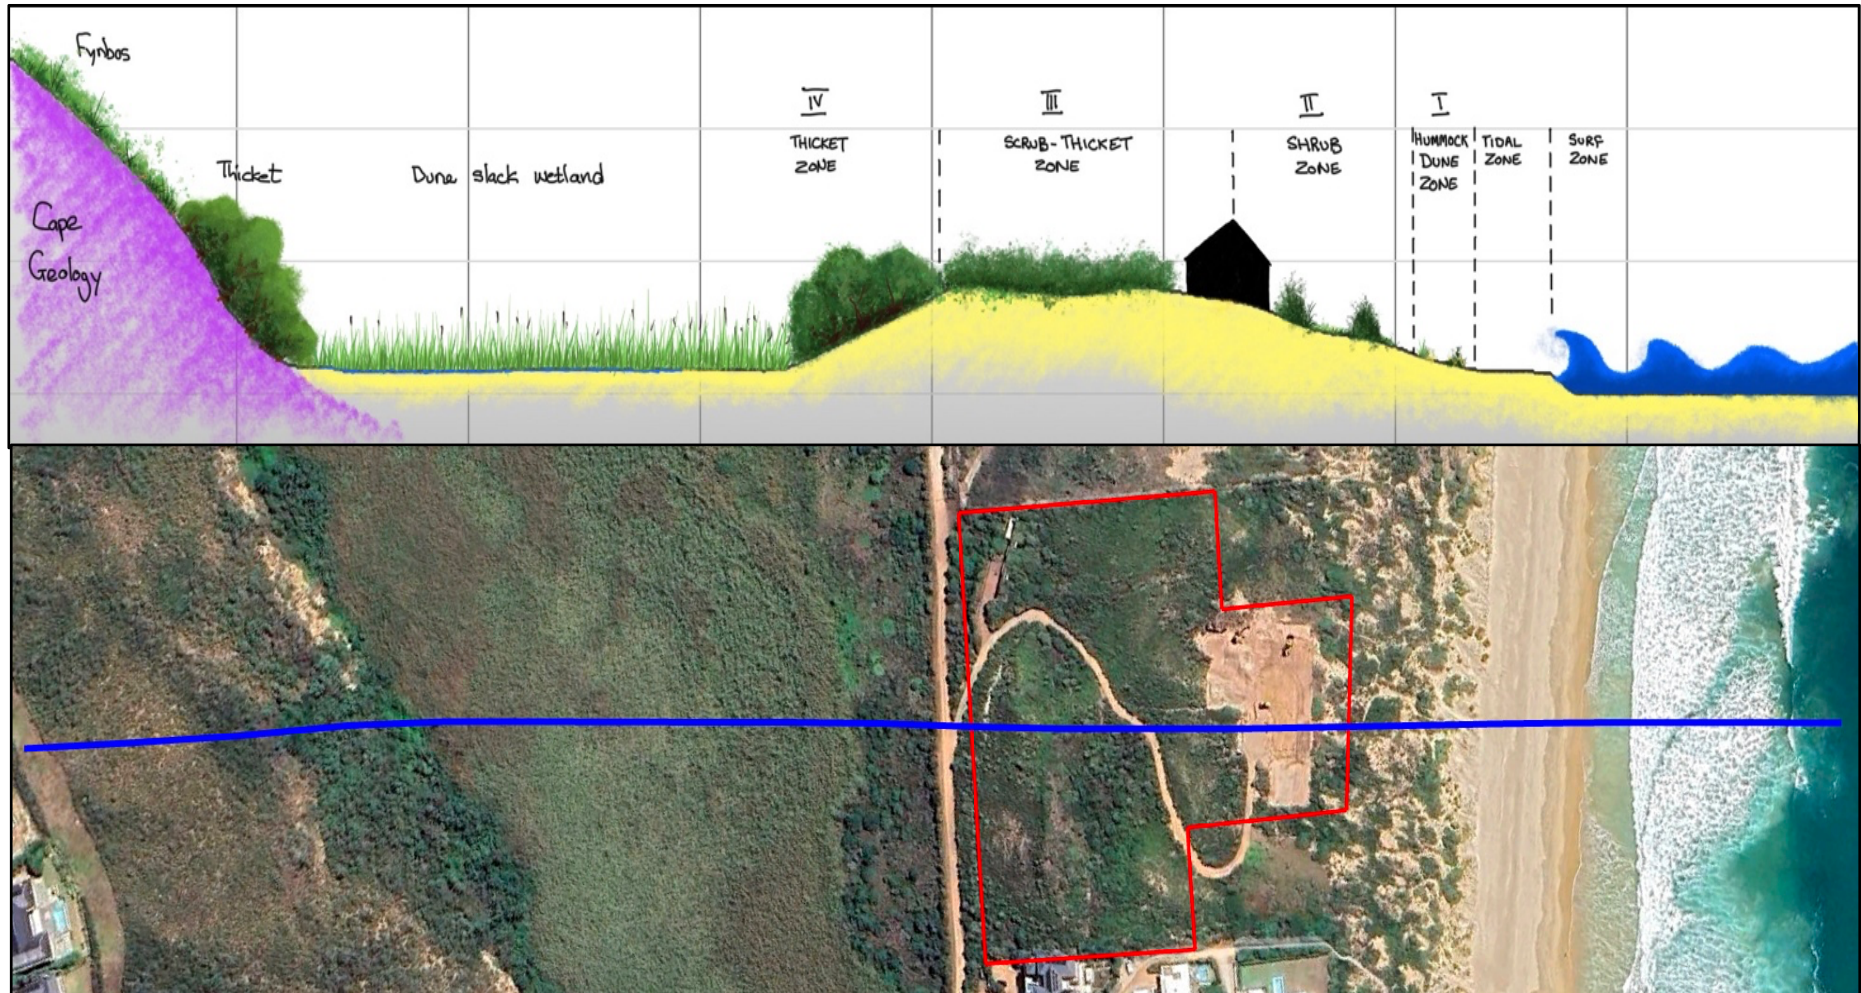 Fynbos
Cape
Geology
Thicket
Dune slack wetland
IV
THICKET
ZONE
III
SCRUB-THICKET
ZONE
II
SHRUB
ZONE
I
HUMMOCK
DUNE
ZONE
TIDAL
ZONE
SURF
ZONE